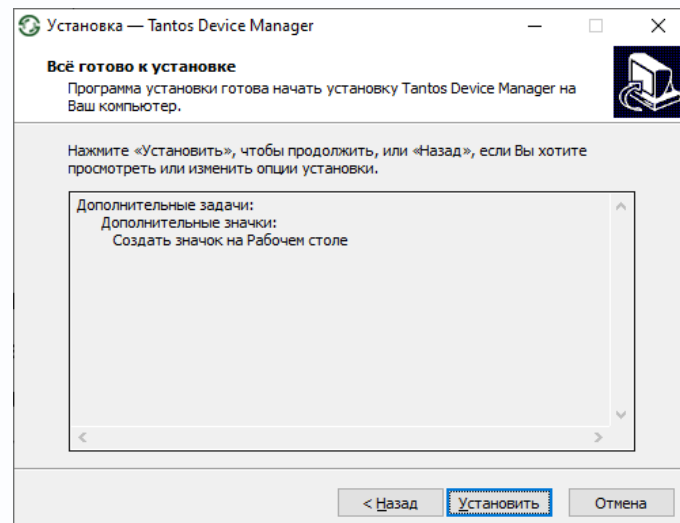 Установка — Tantos Device Manager
Всё готово к установке
Программа установки готова начать установку Tantos Device Manager на
Ваш компьютер.
Нажмите «Установить», чтобы продолжить, или «Назад», если Вы хотите
просмотреть или изменить опции установки.
Дополнительные задачи:
Дополнительные значки:
Создать значок на Рабочем столе
< Назад
Установить
Отмена